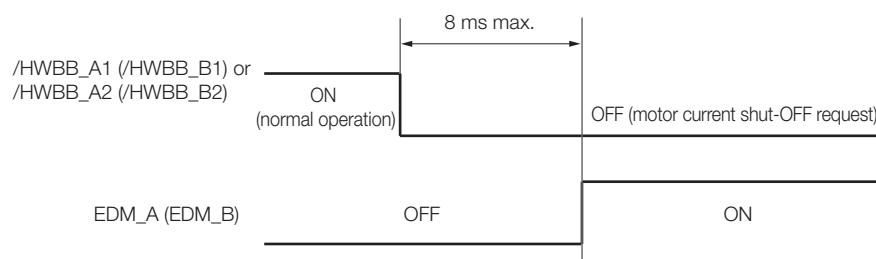 8 ms max.
/HWBB_A1 (/HWBB_B1) or
/HWBB_A2 (/HWBB_B2)
ON
(normal operation)
OFF (motor current shut-OFF request)
EDM_A (EDM_B)
OFF
ON